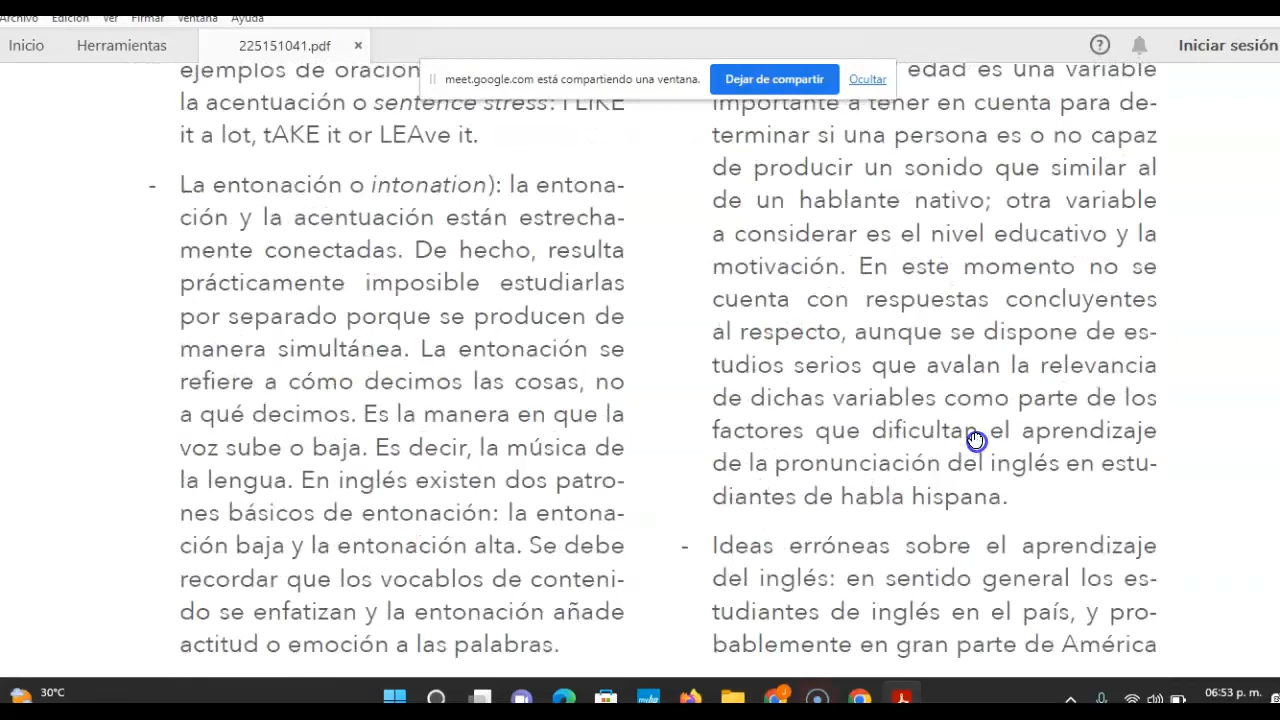 Archivo Edición Ver Firmar Ventana Ayuda
Inicio Herramientas 225151041.pdf × ? Iniciar sesión
meet.google.com está compartiendo una ventana. Dejar de compartir Ocultar
ejemplos de oracion
la acentuación o sentence stress: I LIKE
it a lot, tAKE it or LEAve it.
- La entonación o intonation): la entona-
ción y la acentuación están estrecha-
mente conectadas. De hecho, resulta
prácticamente imposible estudiarlas
por separado porque se producen de
manera simultánea. La entonación se
refiere a cómo decimos las cosas, no
a qué decimos. Es la manera en que la
voz sube o baja. Es decir, la música de
la lengua. En inglés existen dos patro-
nes básicos de entonación: la entona-
ción baja y la entonación alta. Se debe
recordar que los vocablos de conteni-
do se enfatizan y la entonación añade
actitud o emoción a las palabras.
edad es una variable
importante a tener en cuenta para de-
terminar si una persona es o no capaz
de producir un sonido que similar al
de un hablante nativo; otra variable
a considerar es el nivel educativo y la
motivación. En este momento no se
cuenta con respuestas concluyentes
al respecto, aunque se dispone de es-
tudios serios que avalan la relevancia
de dichas variables como parte de los
factores que dificultan el aprendizaje
de la pronunciación del inglés en estu-
diantes de habla hispana.
- Ideas erróneas sobre el aprendizaje
del inglés: en sentido general los es-
tudiantes de inglés en el país, y pro-
bablemente en gran parte de América
30°C
06:53 p. m.